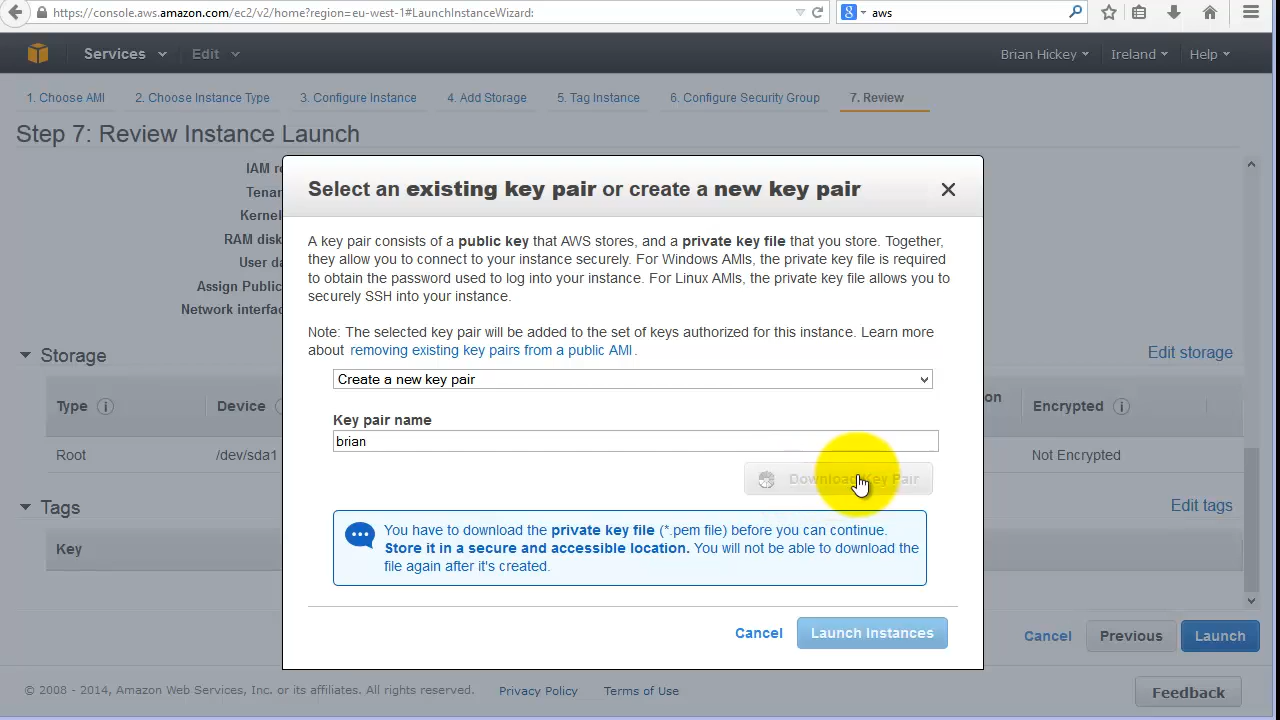 https://console.aws.amazon.com/ec2/v2/home?region=eu-west-1#LaunchInstanceWizard:
aws
Services
Edit
Brian Hickey
Ireland
Help
1. Choose AMI
2. Choose Instance Type
3. Configure Instance
4. Add Storage
5. Tag Instance
6. Configure Security Group
7. Review
Step 7: Review Instance Launch
IAM
Kernel
RAM disk
Assign Public
Network
Select an existing key pair or create a new key pair
A key pair consists of a public key that AWS stores, and a private key file that you store. Together,
they allow you to connect to your instance securely. For Windows AMIs, the private key file is required
to obtain the password used to log into your instance. For Linux AMIs, the private key file allows you to
securely SSH into your instance.
Note: The selected key pair will be added to the set of keys authorized for this instance. Learn more
about removing existing key pairs from a public AMI.
Create a new key pair
Key pair name
brian
Download Key Pair
You have to download the private key file (*.pem file) before you can continue.
Store it in a secure and accessible location. You will not be able to download the
file again after it's created.
Cancel
Launch Instances
Storage
Edit storage
Type
Device
Encrypted
Root
/dev/sda1
Not Encrypted
Tags
Edit tags
Key
Cancel
Previous
Launch
© 2008 - 2014, Amazon Web Services, Inc. or its affiliates. All rights reserved.
Privacy Policy
Terms of Use
Feedback